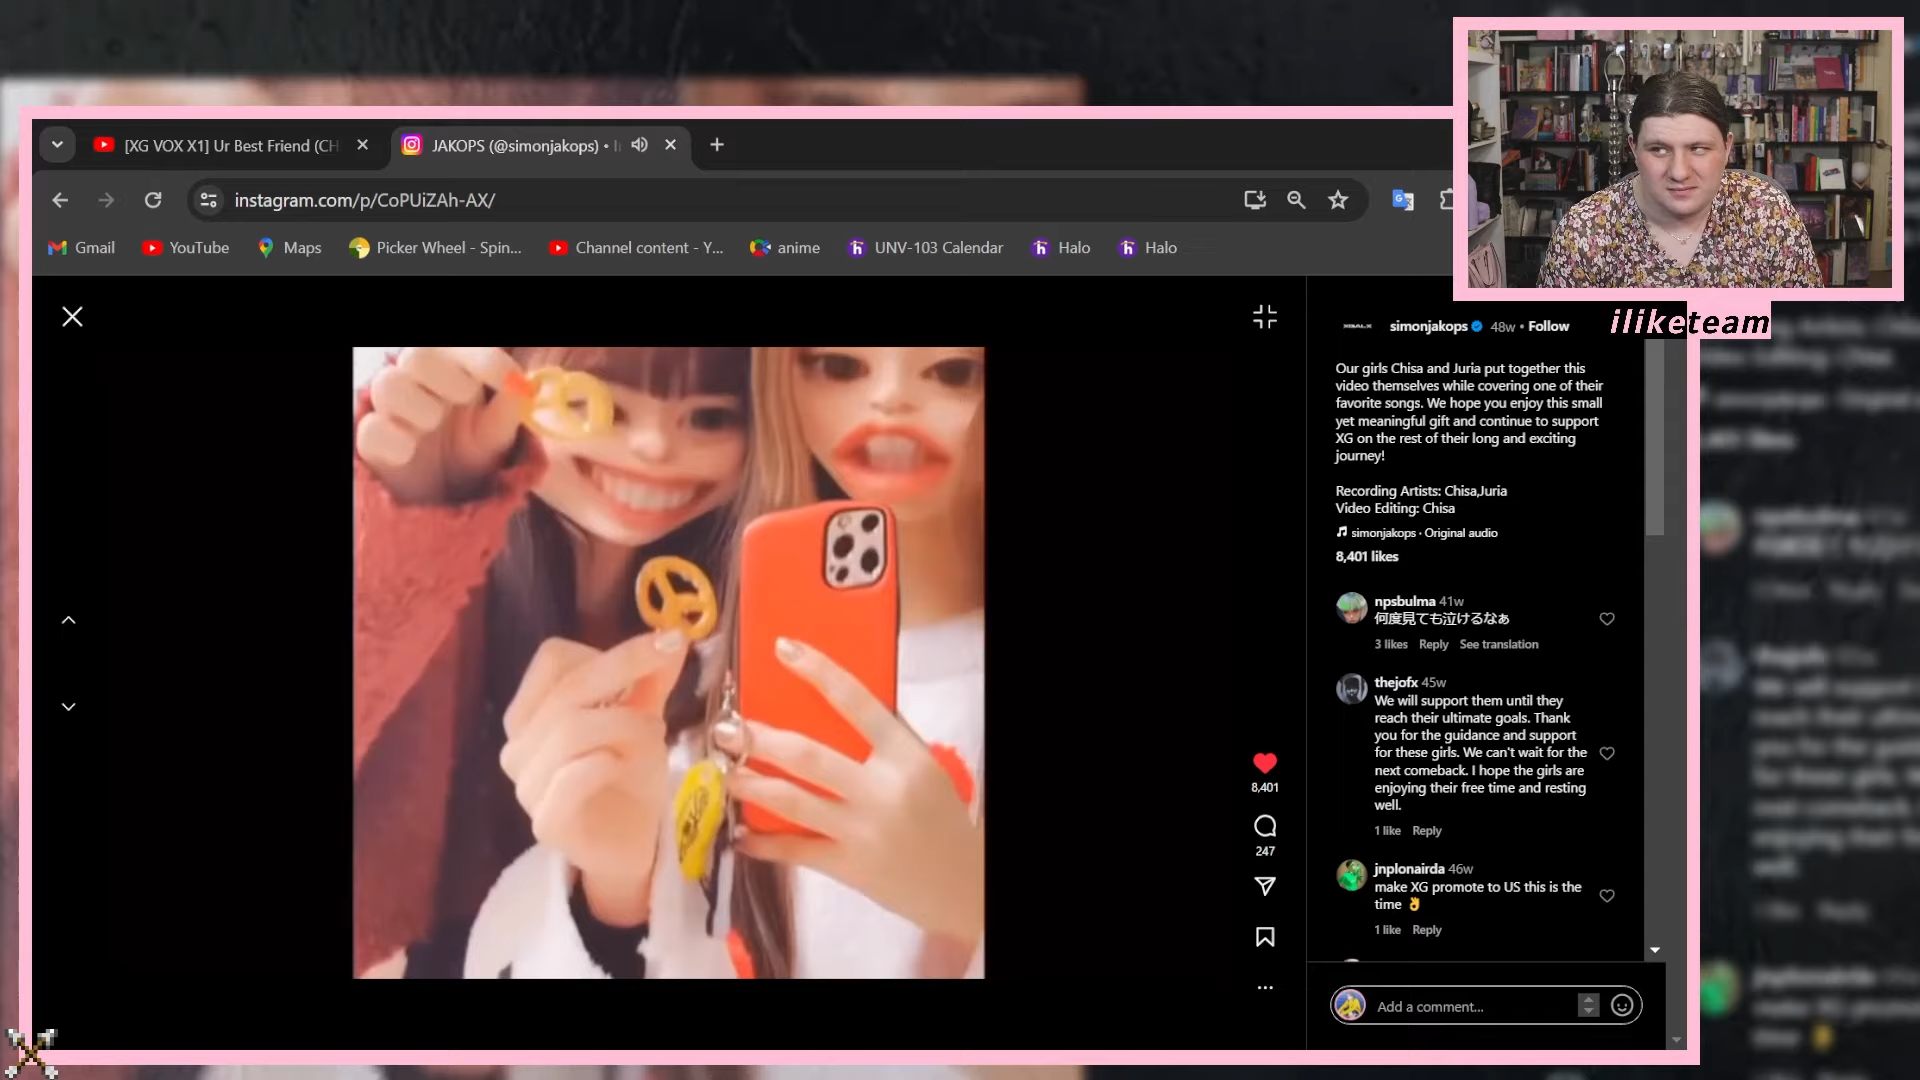 [XG VOX X1] Ur Best Friend (CH
JAKOPS (@simonjakops) •
instagram.com/p/CoPUiZAh-AX/
Gmail
YouTube
Maps
Picker Wheel - Spin...
Channel content - Y...
anime
UNV-103 Calendar
Halo
Halo
iliketeam
simonjakops 48w • Follow
Our girls Chisa and Juria put together this
video themselves while covering one of their
favorite songs. We hope you enjoy this small
yet meaningful gift and continue to support
XG on the rest of their long and exciting
journey!
Recording Artists: Chisa,Juria
Video Editing: Chisa
simonjakops · Original audio
8,401 likes
npsbulma 41w
何度見ても泣けるなぁ
3 likes Reply See translation
thejofx 45w
We will support them until they
reach their ultimate goals. Thank
you for the guidance and support
for these girls. We can't wait for the
next comeback. I hope the girls are
enjoying their free time and resting
well.
1 like Reply
jnplonairda 46w
make XG promote to US this is the
time 👌
1 like Reply
8,401
247
Add a comment...